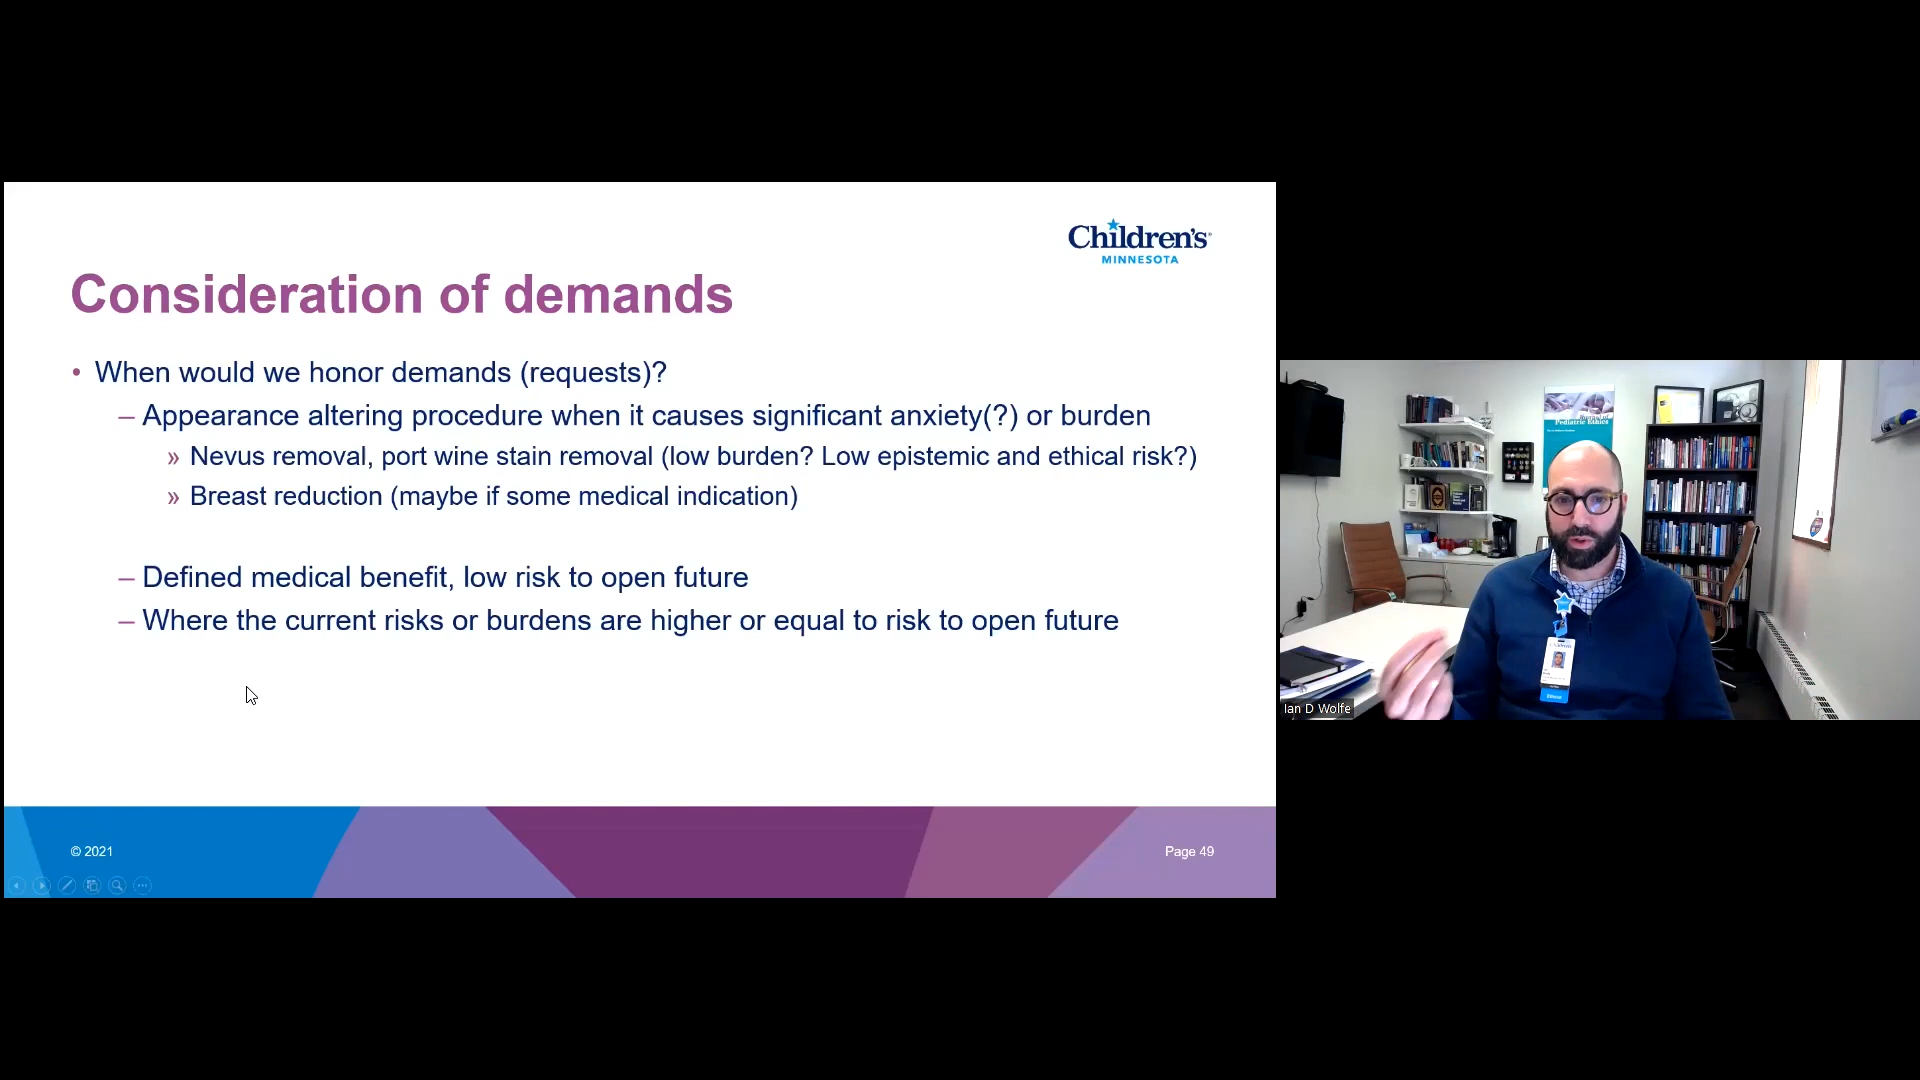 Children's
MINNESOTA
Consideration of demands
• When would we honor demands (requests)?
– Appearance altering procedure when it causes significant anxiety(?) or burden
» Nevus removal, port wine stain removal (low burden? Low epistemic and ethical risk?)
» Breast reduction (maybe if some medical indication)
– Defined medical benefit, low risk to open future
– Where the current risks or burdens are higher or equal to risk to open future
© 2021
Page 49
Pediatric Ethics
Ian D Wolfe